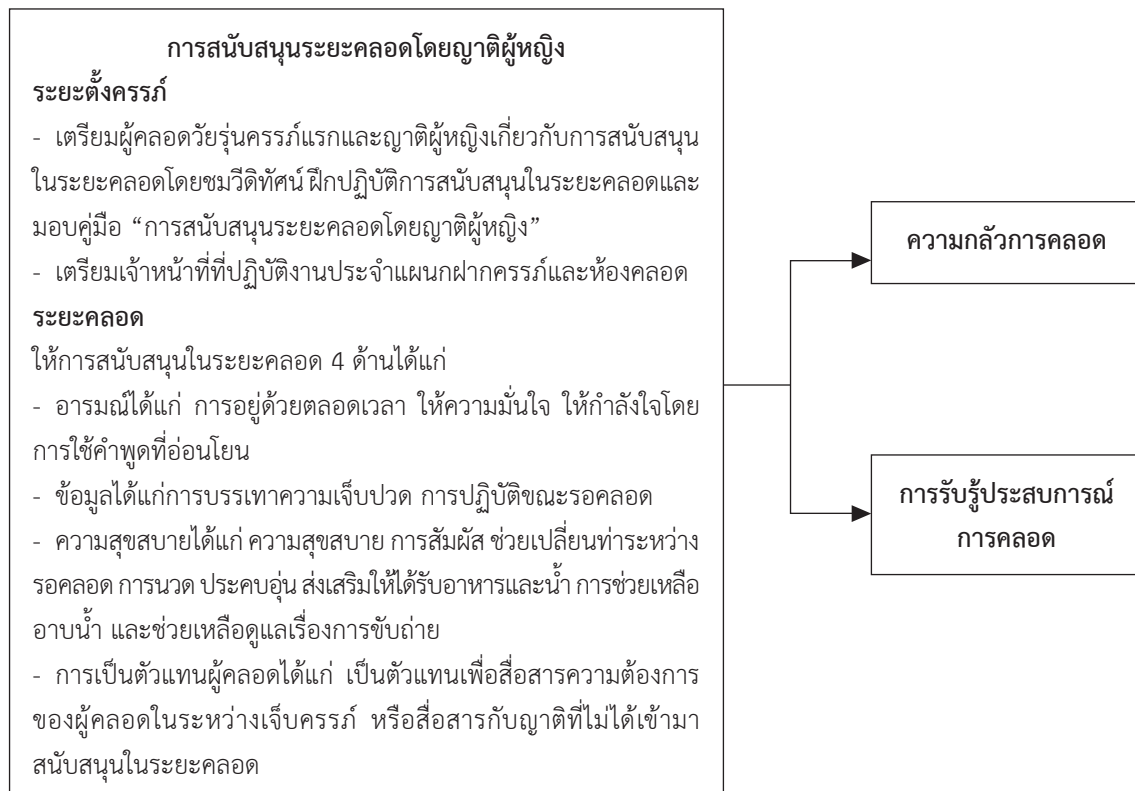 การสนับสนุนระยะคลอดโดยญาติผู้หญิง
ระยะตั้งครรภ์
- เตรียมผู้คลอดวัยรุ่นครรภ์แรกและญาติผู้หญิงเกี่ยวกับการสนับสนุน
ในระยะคลอดโดยชมวีดิทัศน์ ฝึกปฏิบัติการสนับสนุนในระยะคลอดและ
มอบคู่มือ “การสนับสนุนระยะคลอดโดยญาติผู้หญิง”
- เตรียมเจ้าหน้าที่ที่ปฏิบัติงานประจำแผนกฝากครรภ์และห้องคลอด
ระยะคลอด
ให้การสนับสนุนในระยะคลอด 4 ด้านได้แก่
- อารมณ์ได้แก่ การอยู่ด้วยตลอดเวลา ให้ความมั่นใจ ให้กำลังใจโดย
การใช้คำพูดที่อ่อนโยน
- ข้อมูลได้แก่การบรรเทาความเจ็บปวด การปฏิบัติขณะรอคลอด
- ความสุขสบายได้แก่ ความสุขสบาย การสัมผัส ช่วยเปลี่ยนท่าระหว่าง
รอคลอด การนวด ประคบอุ่น ส่งเสริมให้ได้รับอาหารและน้ำ การช่วยเหลือ
อาบน้ำ และช่วยเหลือดูแลเรื่องการขับถ่าย
- การเป็นตัวแทนผู้คลอดได้แก่ เป็นตัวแทนเพื่อสื่อสารความต้องการ
ของผู้คลอดในระหว่างเจ็บครรภ์ หรือสื่อสารกับญาติที่ไม่ได้เข้ามา
สนับสนุนในระยะคลอด
ความกลัวการคลอด
การรับรู้ประสบการณ์
การคลอด